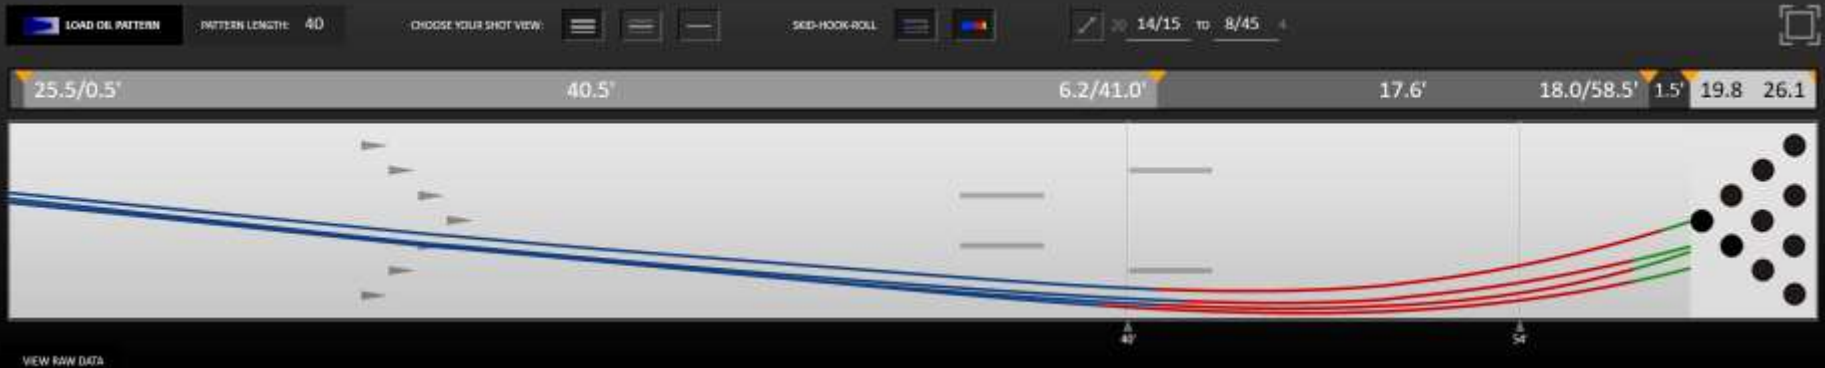 LOAD OIL PATTERN PATTERN LENGTH: 40 CHOOSE YOUR SHOT VIEW: SKID-HOOK-ROLL 20 14/15 TO 8/45 4
25.5/0.5' 40.5' 6.2/41.0' 17.6' 18.0/58.5' 1.5' 19.8 26.1
40' 54'
VIEW RAW DATA